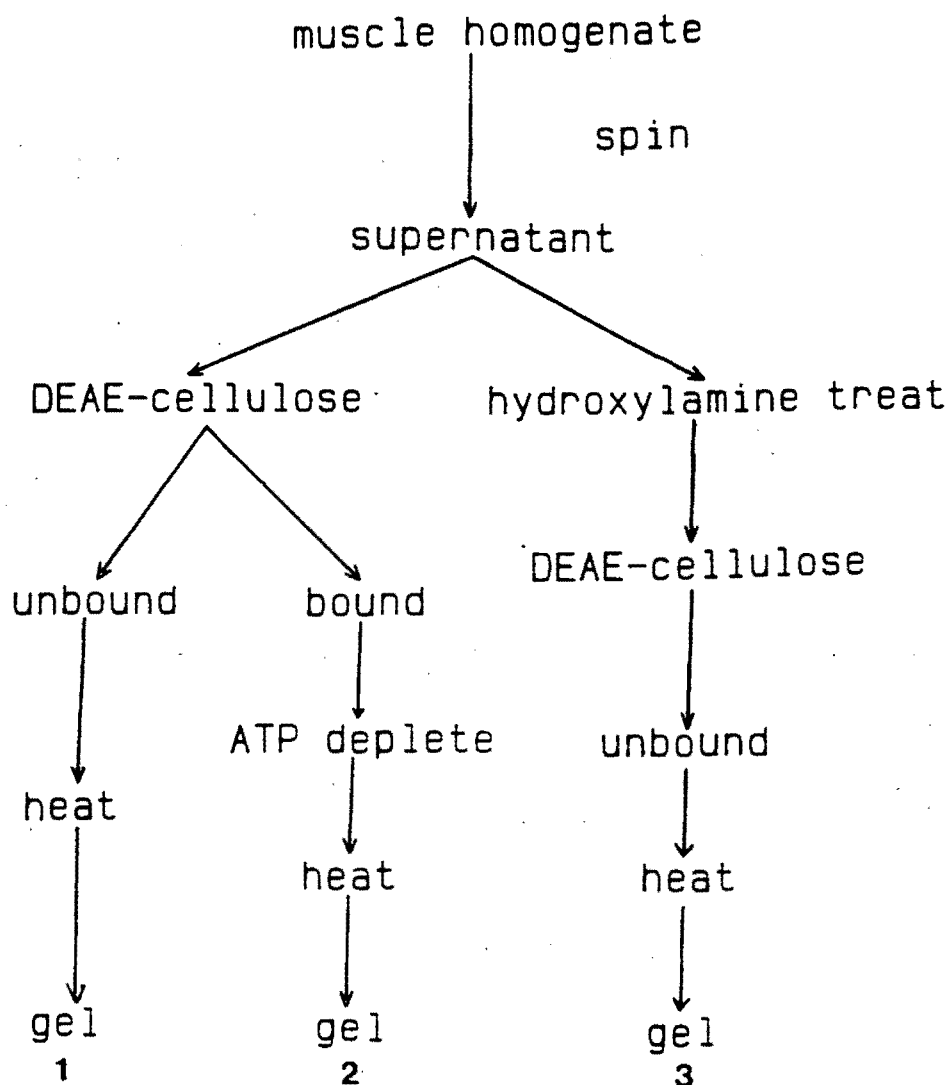 muscle homogenate
spin
supernatant
DEAE-cellulose
hydroxylamine treat
DEAE-cellulose
unbound
bound
ATP deplete
unbound
heat
heat
heat
gel
gel
gel
1
2
3